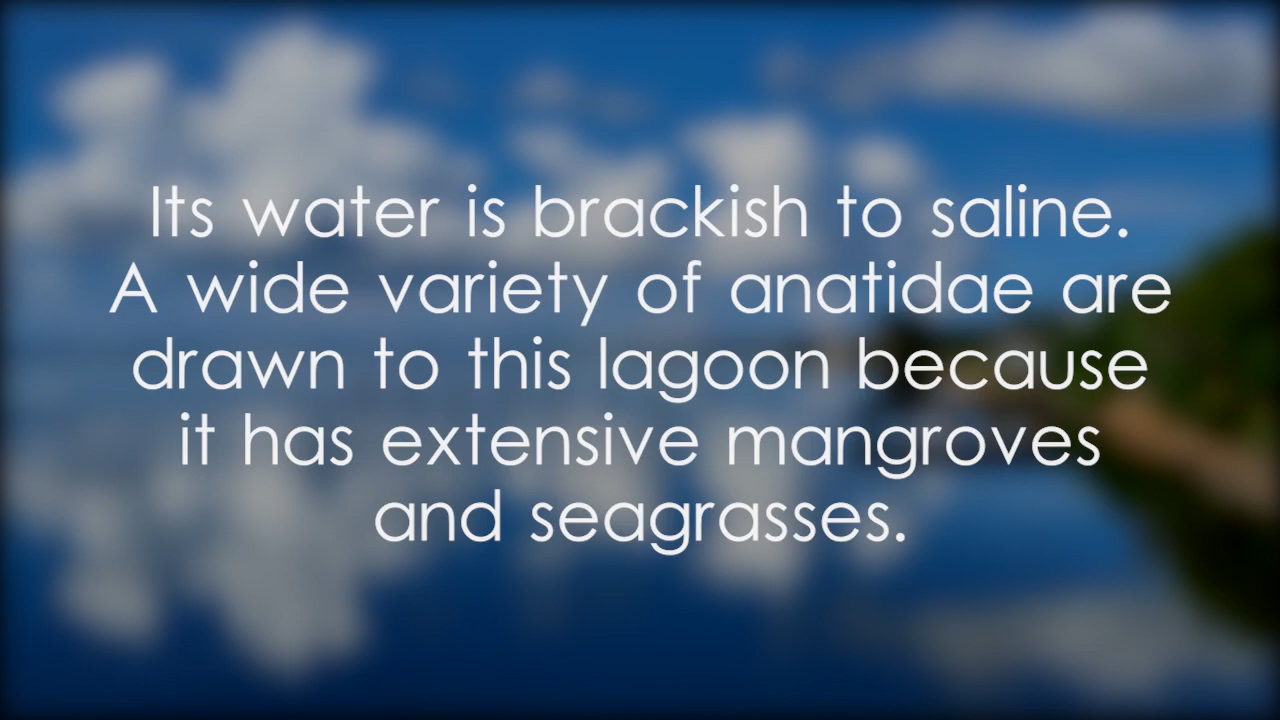 Its water is brackish to saline.
A wide variety of anatidae are
drawn to this lagoon because
it has extensive mangroves
and seagrasses.